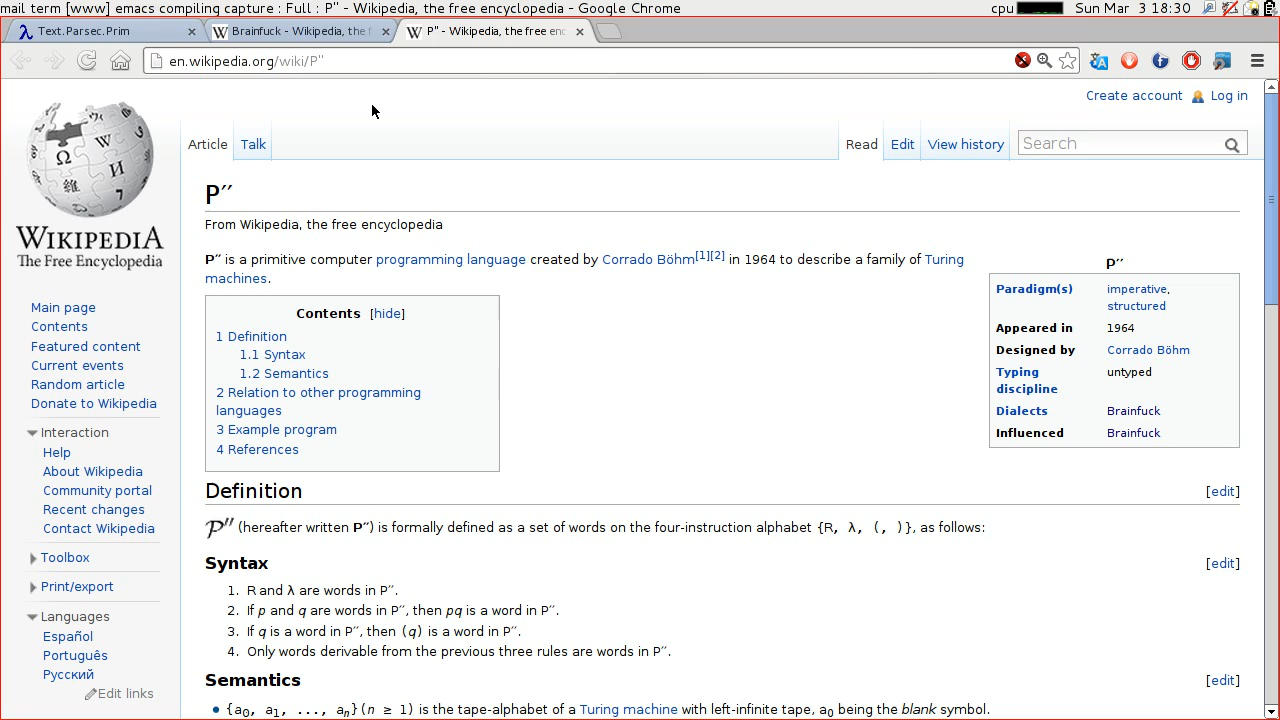 mail term [www] emacs compiling capture : Full : P'' - Wikipedia, the free encyclopedia - Google Chrome
cpu
Sun Mar 3 18:30
Text.Parsec.Prim
Brainfuck - Wikipedia, the f
P'' - Wikipedia, the free enc
en.wikipedia.org/wiki/P''
Create account
Log in
Article
Talk
Read
Edit
View history
Search
WIKIPEDIA
The Free Encyclopedia
Main page
Contents
Featured content
Current events
Random article
Donate to Wikipedia
Interaction
Help
About Wikipedia
Community portal
Recent changes
Contact Wikipedia
Toolbox
Print/export
Languages
Español
Português
Русский
Edit links
P′′
From Wikipedia, the free encyclopedia
P′′ is a primitive computer programming language created by Corrado Böhm[1][2] in 1964 to describe a family of Turing
machines.
P′′
Paradigm(s) imperative,
structured
Appeared in 1964
Designed by Corrado Böhm
Typing untyped
discipline
Dialects Brainfuck
Influenced Brainfuck
Contents [hide]
1 Definition
1.1 Syntax
1.2 Semantics
2 Relation to other programming
languages
3 Example program
4 References
Definition [edit]
P′′ (hereafter written P′′) is formally defined as a set of words on the four-instruction alphabet {R, λ, (, )}, as follows:
Syntax [edit]
1. R and λ are words in P′′.
2. If p and q are words in P′′, then pq is a word in P′′.
3. If q is a word in P′′, then (q) is a word in P′′.
4. Only words derivable from the previous three rules are words in P′′.
Semantics [edit]
• {a0, a1, ..., an}(n ≥ 1) is the tape-alphabet of a Turing machine with left-infinite tape, a0 being the blank symbol.